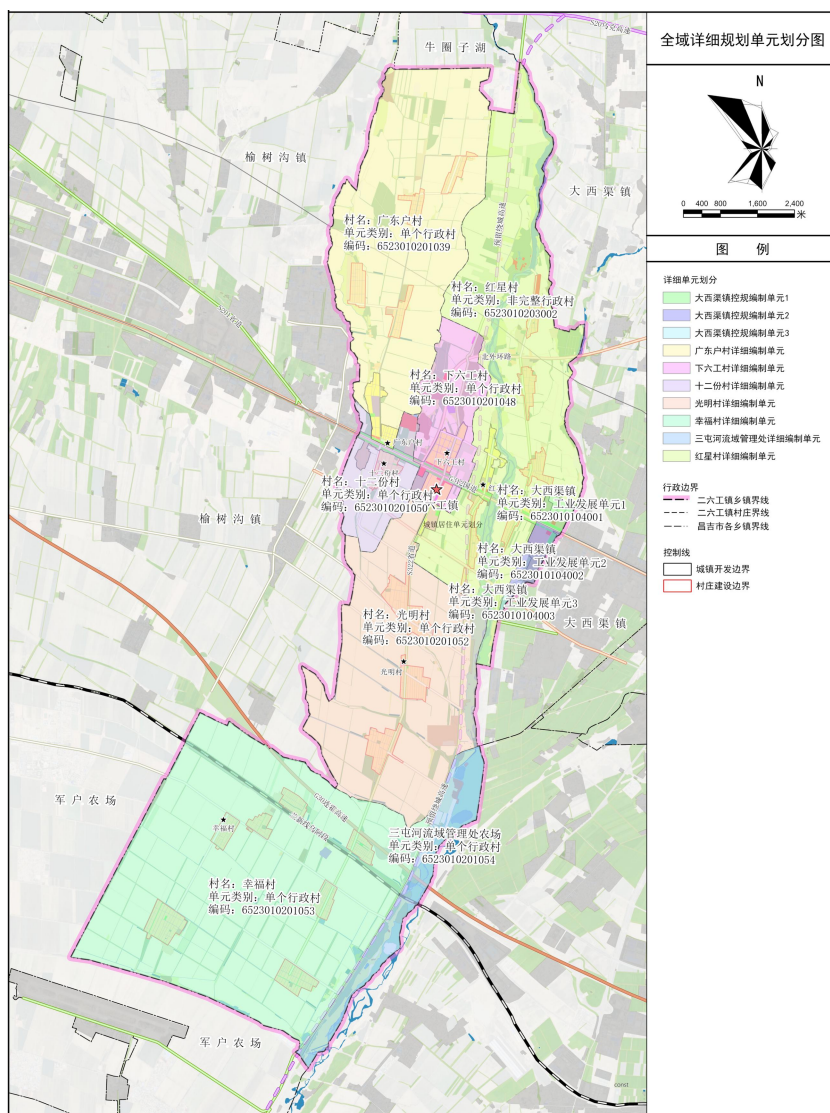 全域详细规划单元划分图
N
0 400 800 1,600 2,400
米
图 例
详细单元划分
大西渠镇控规编制单元1
大西渠镇控规编制单元2
大西渠镇控规编制单元3
广东户村详细编制单元
下六工村详细编制单元
十二份村详细编制单元
光明村详细编制单元
幸福村详细编制单元
三屯河流域管理处详细编制单元
红星村详细编制单元
行政边界
二六工镇乡镇界线
二六工镇村庄界线
昌吉市各乡镇界线
控制线
城镇开发边界
村庄建设边界
牛圈子湖
榆树沟镇
大西渠镇
村名：广东户村
单元类别：单个行政村
编码：6523010201039
村名：红星村
单元类别：非完整行政村
编码：6523010203002
北外环路
村名：下六工村
单元类别：单个行政村
编码：6523010201048
村名：十二份村
单元类别：单个行政村
编码：6523010201050
榆树沟镇
城镇居住单元划分
村名：大西渠镇
单元类别：工业发展单元1
编码：6523010104001
村名：大西渠镇
单元类别：工业发展单元2
编码：6523010104002
村名：大西渠镇
单元类别：工业发展单元3
编码：6523010104003
大西渠镇
村名：光明村
单元类别：单个行政村
编码：6523010201052
光明村
军户农场
幸福村
三屯河流域管理处农场
单元类别：单个行政村
编码：6523010201054
村名：幸福村
单元类别：单个行政村
编码：6523010201053
军户农场
const